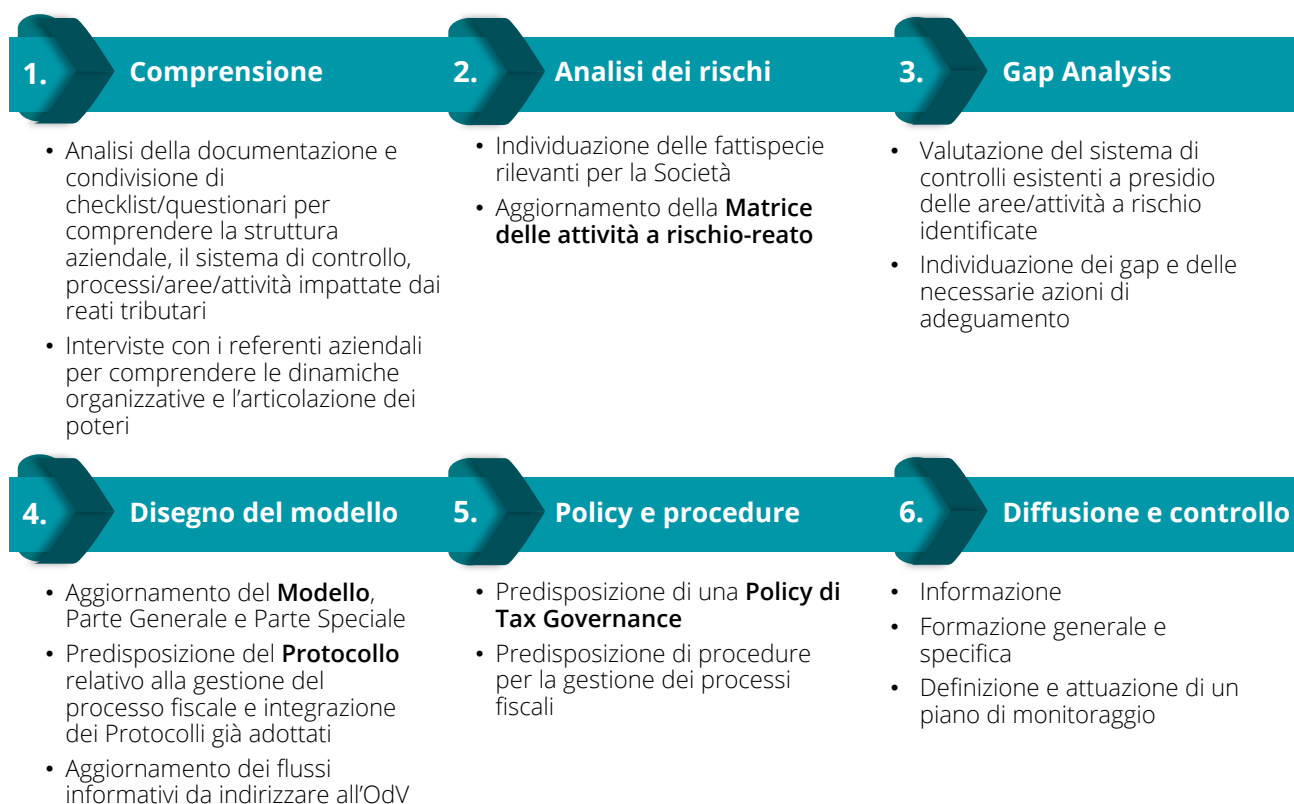 1. Comprensione
• Analisi della documentazione e
condivisione di
checklist/questionari per
comprendere la struttura
aziendale, il sistema di controllo,
processi/aree/attività impattate dai
reati tributari
• Interviste con i referenti aziendali
per comprendere le dinamiche
organizzative e l’articolazione dei
poteri
2. Analisi dei rischi
• Individuazione delle fattispecie
rilevanti per la Società
• Aggiornamento della Matrice
delle attività a rischio-reato
3. Gap Analysis
• Valutazione del sistema di
controlli esistenti a presidio
delle aree/attività a rischio
identificate
• Individuazione dei gap e delle
necessarie azioni di
adeguamento
4. Disegno del modello
• Aggiornamento del Modello,
Parte Generale e Parte Speciale
• Predisposizione del Protocollo
relativo alla gestione del
processo fiscale e integrazione
dei Protocolli già adottati
• Aggiornamento dei flussi
informativi da indirizzare all’OdV
5. Policy e procedure
• Predisposizione di una Policy di
Tax Governance
• Predisposizione di procedure
per la gestione dei processi
fiscali
6. Diffusione e controllo
• Informazione
• Formazione generale e
specifica
• Definizione e attuazione di un
piano di monitoraggio